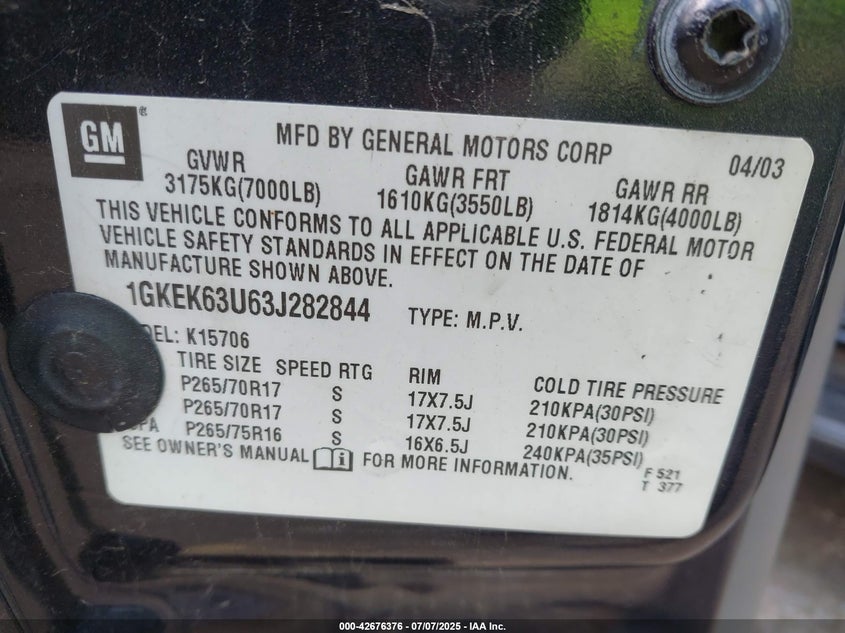 GM®
MFD BY GENERAL MOTORS CORP 04/03
GVWR GAWR FRT GAWR RR
3175KG(7000LB) 1610KG(3550LB) 1814KG(4000LB)
THIS VEHICLE CONFORMS TO ALL APPLICABLE U.S. FEDERAL MOTOR
VEHICLE SAFETY STANDARDS IN EFFECT ON THE DATE OF
MANUFACTURE SHOWN ABOVE.
1GKEK63U63J282844 TYPE: M.P.V.
DEL: K15706
TIRE SIZE SPEED RTG RIM COLD TIRE PRESSURE
P265/70R17 S 17X7.5J 210KPA(30PSI)
P265/70R17 S 17X7.5J 210KPA(30PSI)
PA P265/75R16 S 16X6.5J 240KPA(35PSI)
SEE OWNER'S MANUAL i FOR MORE INFORMATION.
F 521
T 377
000-42676376 - 07/07/2025 - IAA Inc.